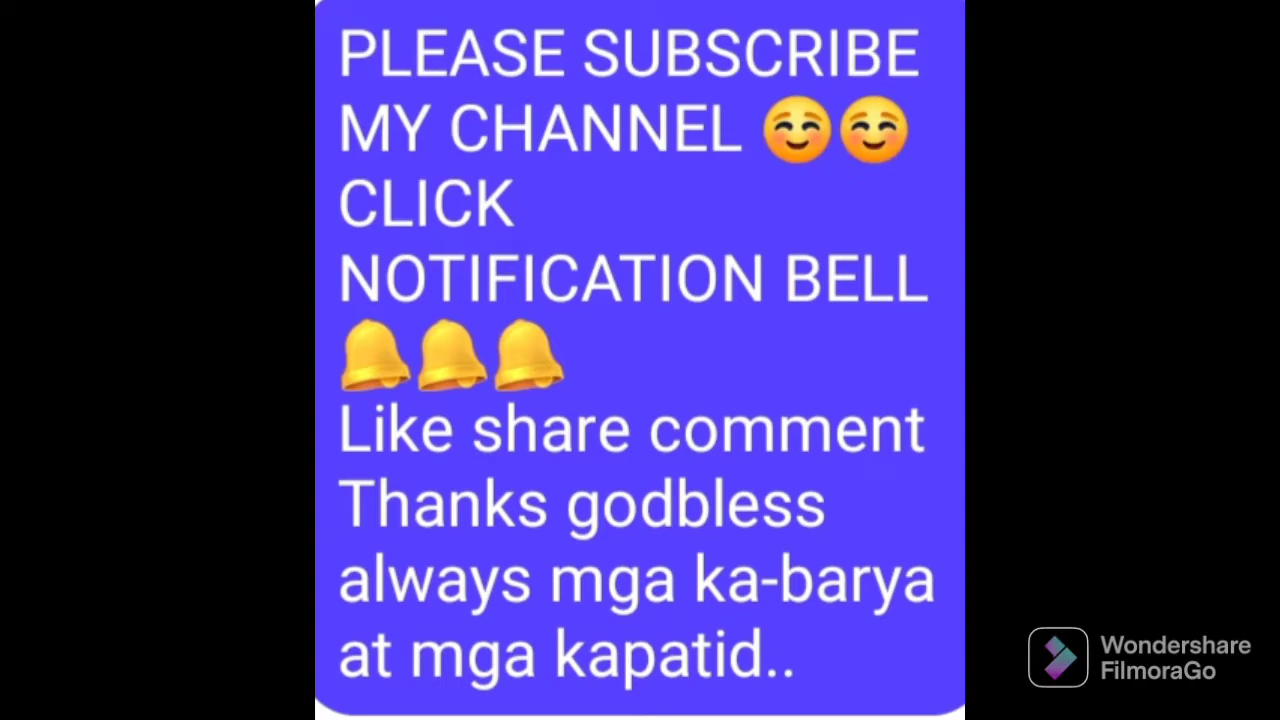 PLEASE SUBSCRIBE
MY CHANNEL ☺️☺️
CLICK
NOTIFICATION BELL
🔔🔔🔔
Like share comment
Thanks godbless
always mga ka-barya
at mga kapatid..
Wondershare
FilmoraGo